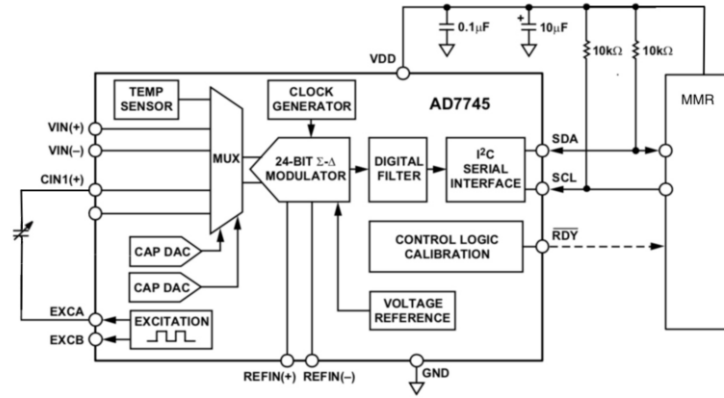 0.1µF
10µF
10kΩ
10kΩ
VDD
MMR
TEMP
SENSOR
CLOCK
GENERATOR
AD7745
VIN(+)
VIN(–)
MUX
24-BIT Σ-Δ
MODULATOR
DIGITAL
FILTER
I²C
SERIAL
INTERFACE
SDA
SCL
CIN1(+)
CAP DAC
CAP DAC
CONTROL LOGIC
CALIBRATION
RDY
EXCA
EXCB
EXCITATION
VOLTAGE
REFERENCE
REFIN(+)
REFIN(–)
GND